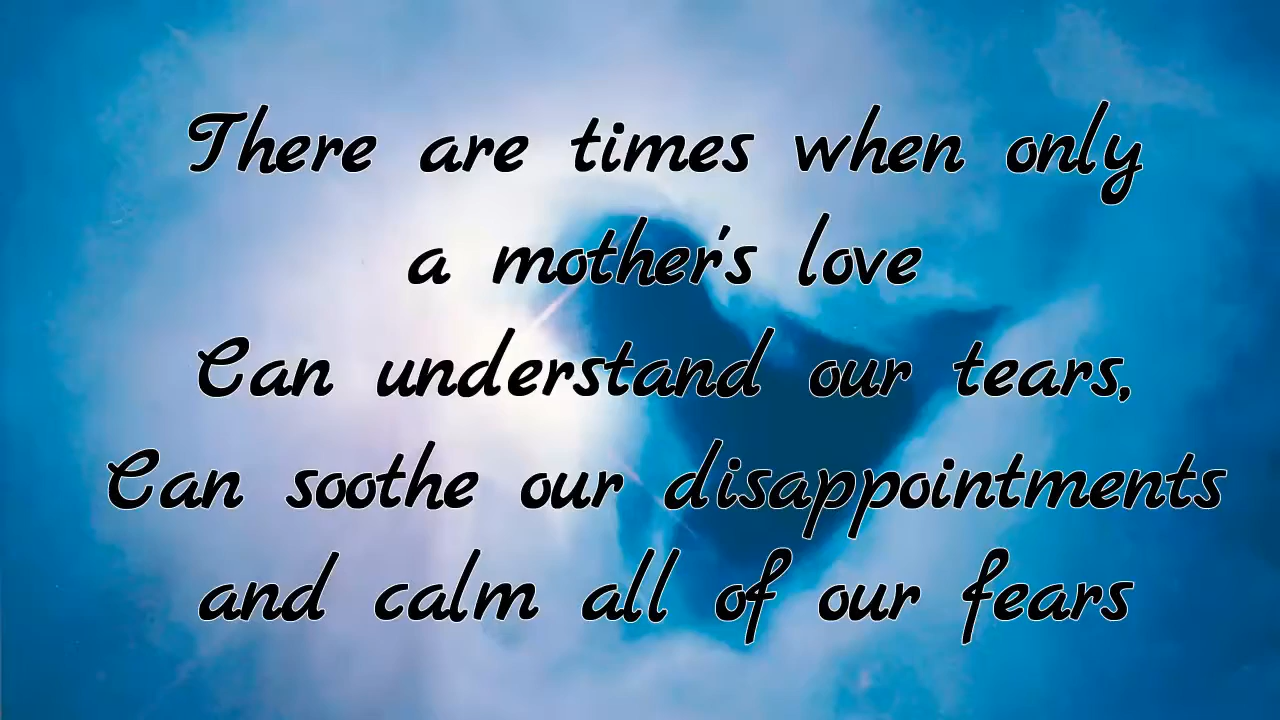 There are times when only
a mother's love
Can understand our tears,
Can soothe our disappointments
and calm all of our fears